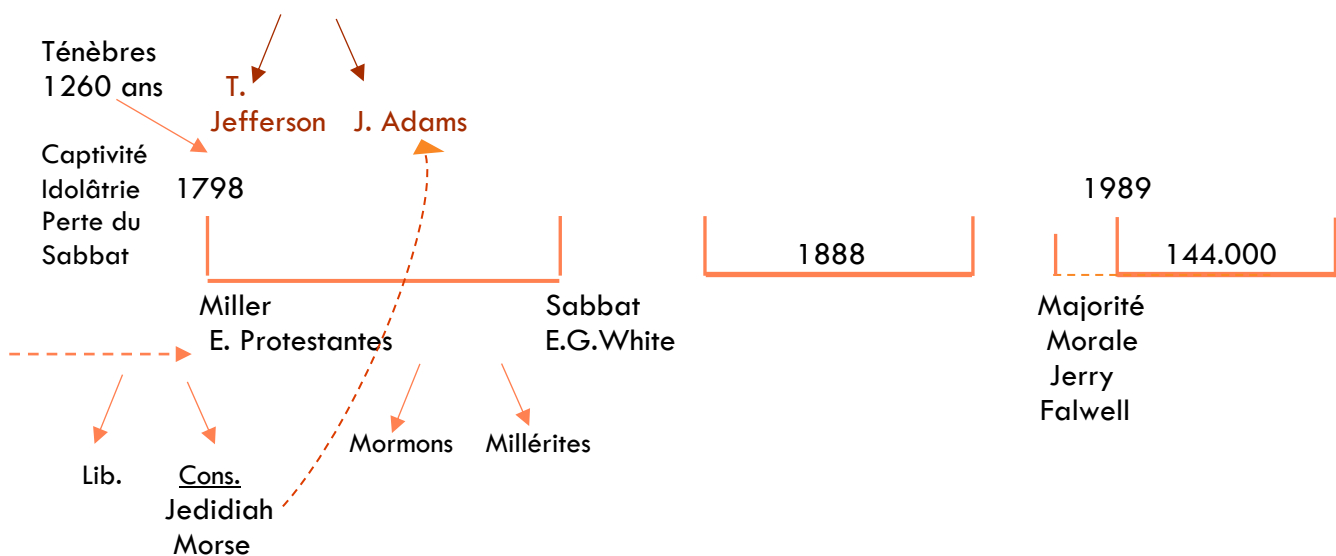 Ténèbres
1260 ans
T.
Jefferson
J. Adams
Captivité
Idolâtrie
Perte du
Sabbat
1798
1989
1888
144.000
Miller
E. Protestantes
Sabbat
E.G.White
Majorité
Morale
Jerry
Falwell
Mormons
Millérites
Lib.
Cons.
Jedidiah
Morse